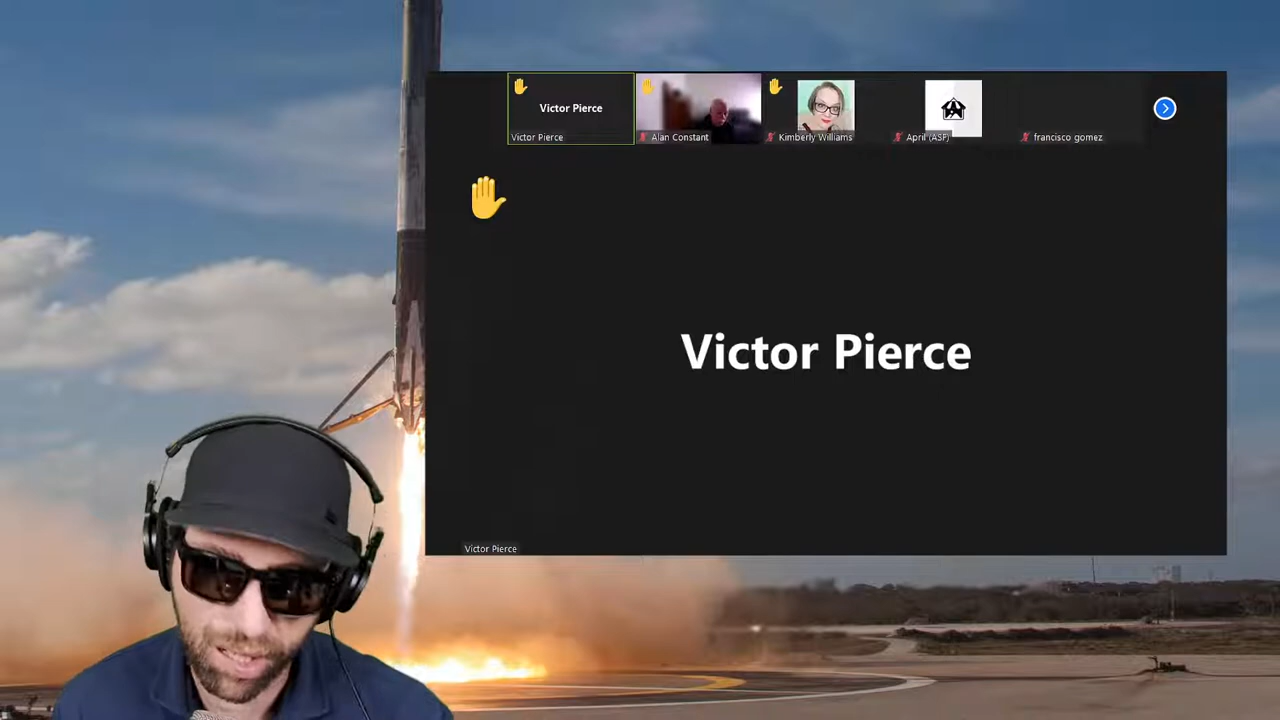 Victor Pierce
Victor Pierce
Alan Constant
Kimberly Williams
April (ASF)
francisco gomez
Victor Pierce
Victor Pierce